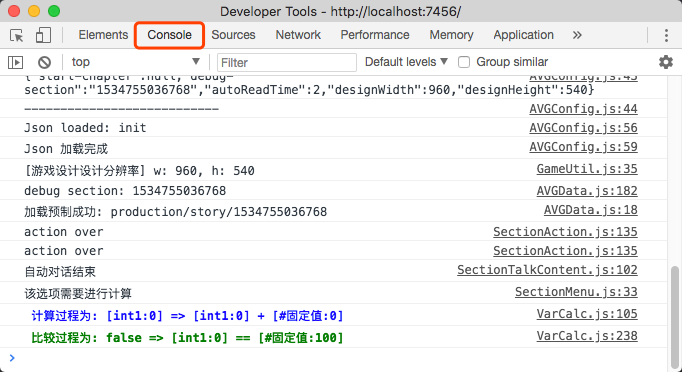 Developer Tools - http://localhost:7456/
Elements Console Sources Network Performance Memory Application »
top Filter Default levels Group similar
{"start-chapter":null,"debug- AVGConfig.js:43
section":"1534755036768","autoReadTime":2,"designWidth":960,"designHeight":540}
--------------------------- AVGConfig.js:44
Json loaded: init AVGConfig.js:56
Json 加载完成 AVGConfig.js:59
[游戏设计设计分辨率] w: 960, h: 540 GameUtil.js:35
debug section: 1534755036768 AVGData.js:182
加载预制成功: production/story/1534755036768 AVGData.js:18
action over SectionAction.js:135
action over SectionAction.js:135
自动对话结束 SectionTalkContent.js:102
该选项需要进行计算 SectionMenu.js:33
计算过程为: [int1:0] => [int1:0] + [#固定值:0] VarCalc.js:105
比较过程为: false => [int1:0] == [#固定值:100] VarCalc.js:238
>